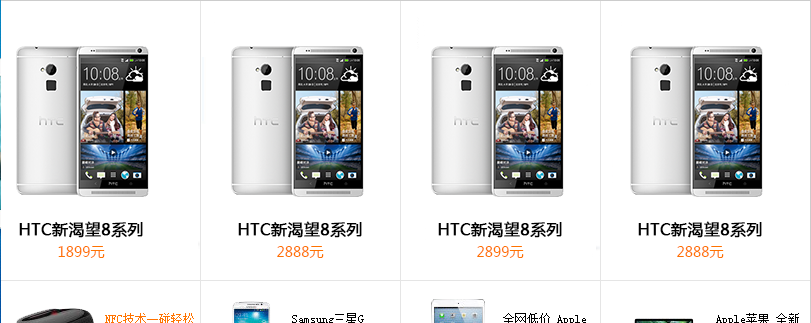 hTC
10:08
hTC新渴望8系列
1899元
hTC
10:08
hTC新渴望8系列
2888元
hTC
10:08
hTC新渴望8系列
2899元
hTC
10:08
hTC新渴望8系列
2888元
NFC技术一碰轻松
Samsung三星G
全网低价 Apple
Apple苹果 全新